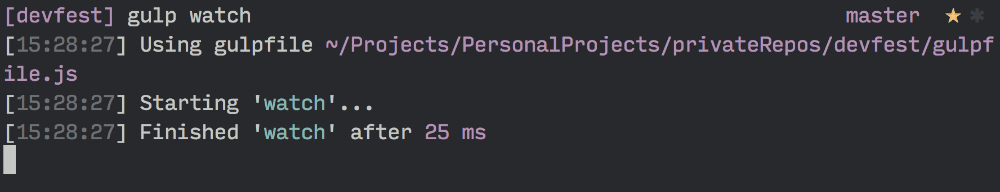 [devfest] gulp watch master ★ ✱
[15:28:27] Using gulpfile ~/Projects/PersonalProjects/privateRepos/devfest/gulpf
ile.js
[15:28:27] Starting 'watch'...
[15:28:27] Finished 'watch' after 25 ms